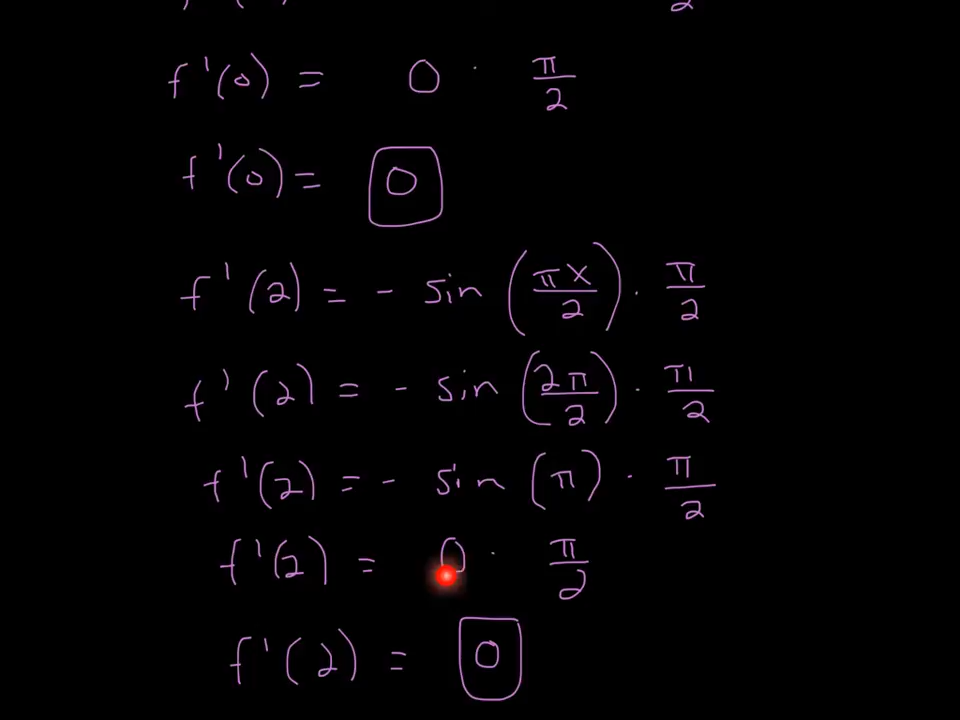 f'(0) = 0 · π/2
f'(0) = 0
f'(2) = - sin (πx/2) · π/2
f'(2) = - sin (2π/2) · π/2
f'(2) = - sin (π) · π/2
f'(2) = 0 · π/2
f'(2) = 0